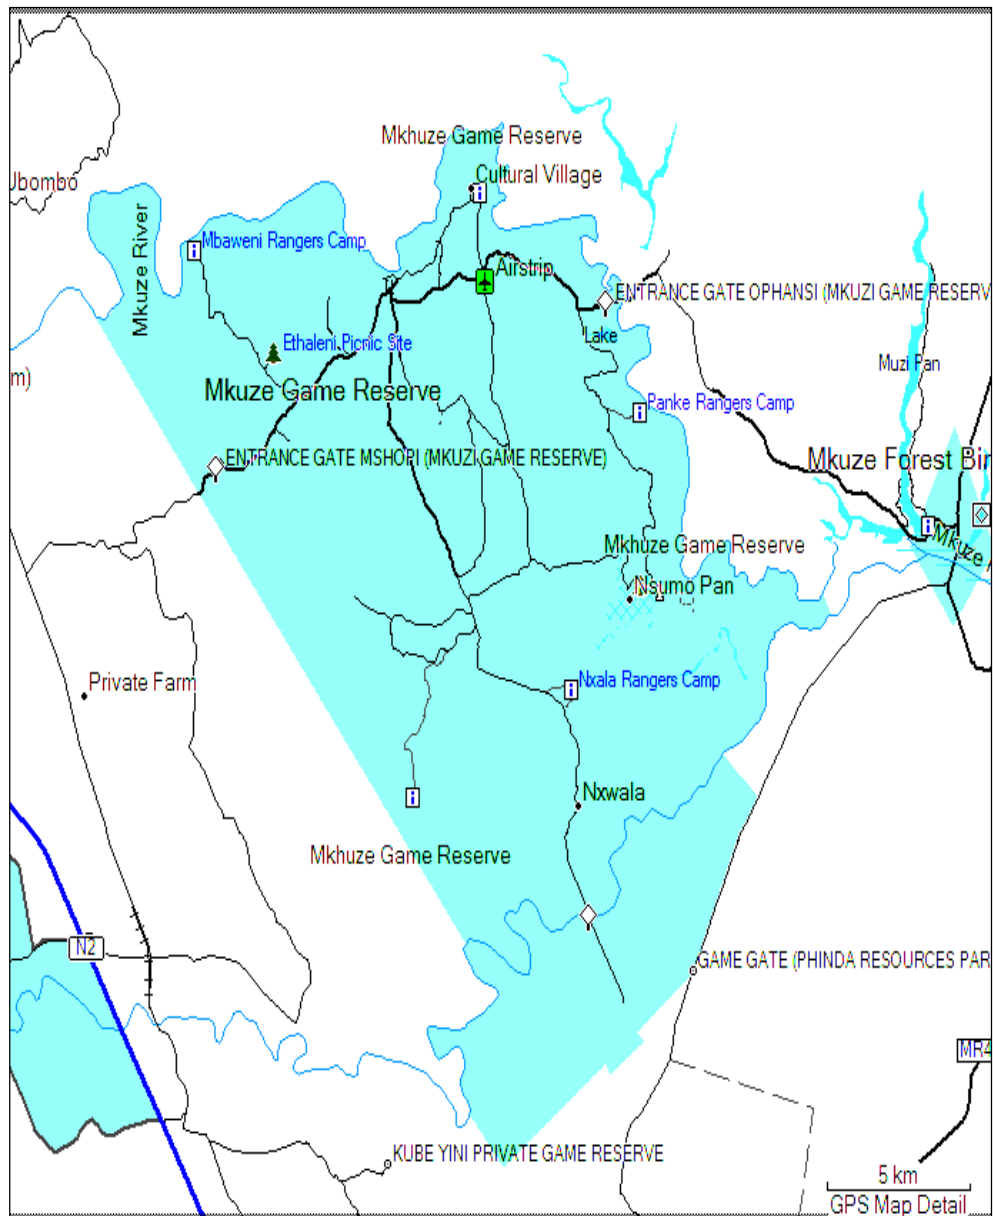 Mkhuze Game Reserve
Cultural Village
Ubombo
Mkuze River
Mbaweni Rangers Camp
Airstrip
ENTRANCE GATE OPHANSI (MKUZI GAME RESERV
Lake
Ethaleni Picnic Site
Muzi Pan
m)
Mkuze Game Reserve
Panke Rangers Camp
ENTRANCE GATE MSHOPI (MKUZI GAME RESERVE)
Mkuze Forest Bir
Mkuze
Mkhuze Game Reserve
Nsumo Pan
Private Farm
Nxala Rangers Camp
Nxwala
Mkhuze Game Reserve
N2
GAME GATE (PHINDA RESOURCES PAR
MR4
KUBE YINI PRIVATE GAME RESERVE
5 km
GPS Map Detail